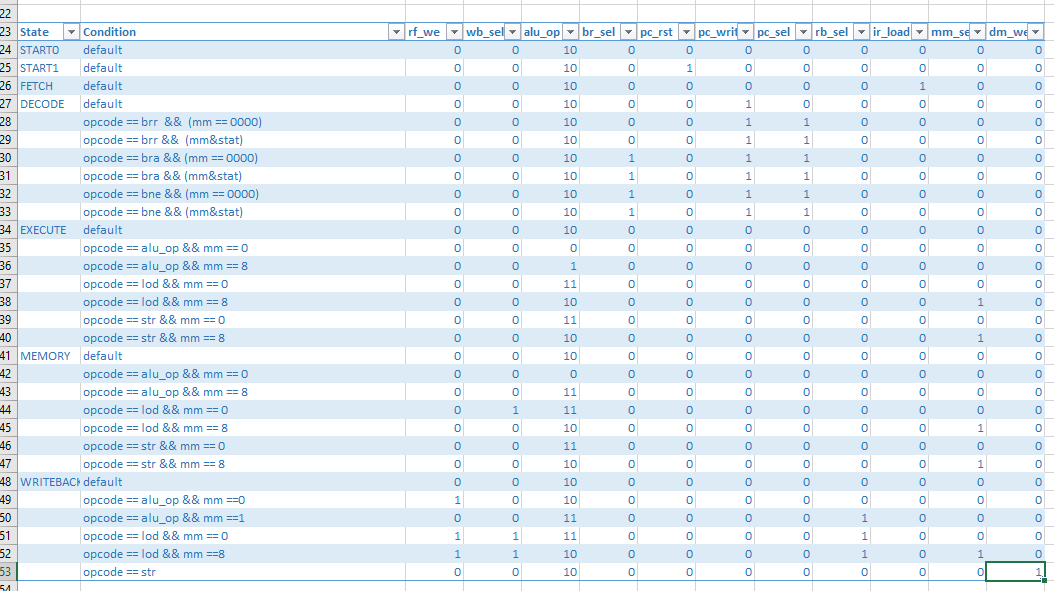 22
23 State Condition rf_we wb_sel alu_op br_sel pc_rst pc_writ pc_sel rb_sel ir_load mm_se dm_we
24 START0 default 0 0 10 0 0 0 0 0 0 0 0
25 START1 default 0 0 10 0 1 0 0 0 0 0 0
26 FETCH default 0 0 10 0 0 0 0 0 1 0 0
27 DECODE default 0 0 10 0 0 1 0 0 0 0 0
28 opcode == brr && (mm == 0000) 0 0 10 0 0 1 1 0 0 0 0
29 opcode == brr && (mm&stat) 0 0 10 0 0 1 1 0 0 0 0
30 opcode == bra && (mm == 0000) 0 0 10 1 0 1 1 0 0 0 0
31 opcode == bra && (mm&stat) 0 0 10 1 0 1 1 0 0 0 0
32 opcode == bne && (mm == 0000) 0 0 10 1 0 1 1 0 0 0 0
33 opcode == bne && (mm&stat) 0 0 10 1 0 1 1 0 0 0 0
34 EXECUTE default 0 0 10 0 0 0 0 0 0 0 0
35 opcode == alu_op && mm == 0 0 0 0 0 0 0 0 0 0 0 0
36 opcode == alu_op && mm == 8 0 0 1 0 0 0 0 0 0 0 0
37 opcode == lod && mm == 0 0 0 11 0 0 0 0 0 0 0 0
38 opcode == lod && mm == 8 0 0 10 0 0 0 0 0 0 1 0
39 opcode == str && mm == 0 0 0 11 0 0 0 0 0 0 0 0
40 opcode == str && mm == 8 0 0 10 0 0 0 0 0 0 1 0
41 MEMORY default 0 0 10 0 0 0 0 0 0 0 0
42 opcode == alu_op && mm == 0 0 0 0 0 0 0 0 0 0 0 0
43 opcode == alu_op && mm == 8 0 0 11 0 0 0 0 0 0 0 0
44 opcode == lod && mm == 0 0 1 11 0 0 0 0 0 0 0 0
45 opcode == lod && mm == 8 0 0 10 0 0 0 0 0 0 1 0
46 opcode == str && mm == 0 0 0 11 0 0 0 0 0 0 0 0
47 opcode == str && mm == 8 0 0 10 0 0 0 0 0 0 1 0
48 WRITEBACK default 0 0 10 0 0 0 0 0 0 0 0
49 opcode == alu_op && mm ==0 1 0 10 0 0 0 0 0 0 0 0
50 opcode == alu_op && mm ==1 0 0 11 0 0 0 0 1 0 0 0
51 opcode == lod && mm == 0 1 1 11 0 0 0 0 1 0 0 0
52 opcode == lod && mm ==8 1 1 10 0 0 0 0 1 0 1 0
53 opcode == str 0 0 10 0 0 0 0 0 0 0 1
54